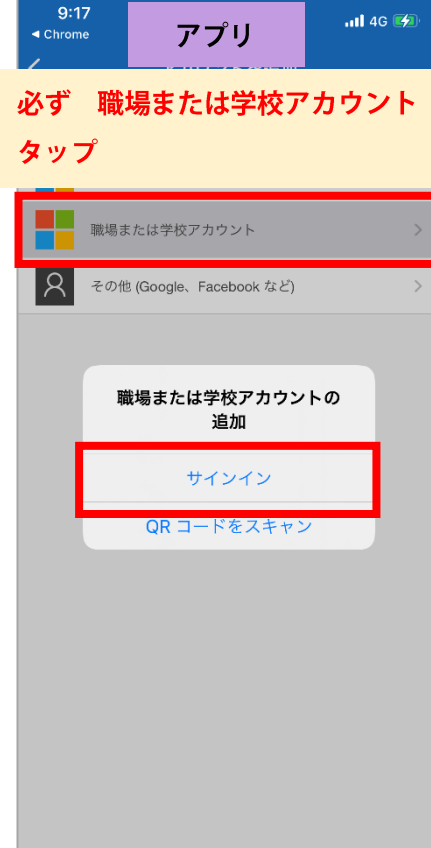 9:17
4G
◄ Chrome
アプリ
必ず 職場または学校アカウント
タップ
職場または学校アカウント
その他 (Google、Facebook など)
職場または学校アカウントの
追加
サインイン
QR コードをスキャン